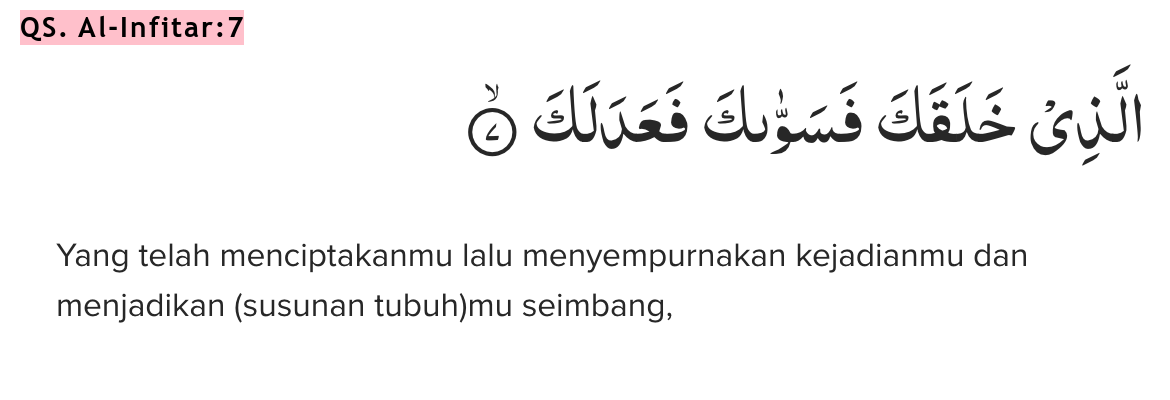 QS. Al-Infitar:7
الَّذِيْ خَلَقَكَ فَسَوّٰىكَ فَعَدَلَكَۙ ٧
Yang telah menciptakanmu lalu menyempurnakan kejadianmu dan
menjadikan (susunan tubuh)mu seimbang,